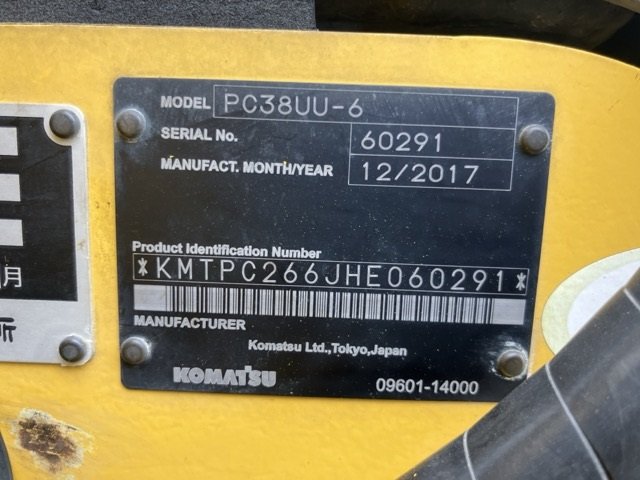 MODEL PC38UU-6
SERIAL No. 60291
MANUFACT. MONTH/YEAR 12/2017
Product Identification Number
*KMTPC266JHE060291*
MANUFACTURER
Komatsu Ltd.,Tokyo,Japan
KOMATSU 09601-14000
月